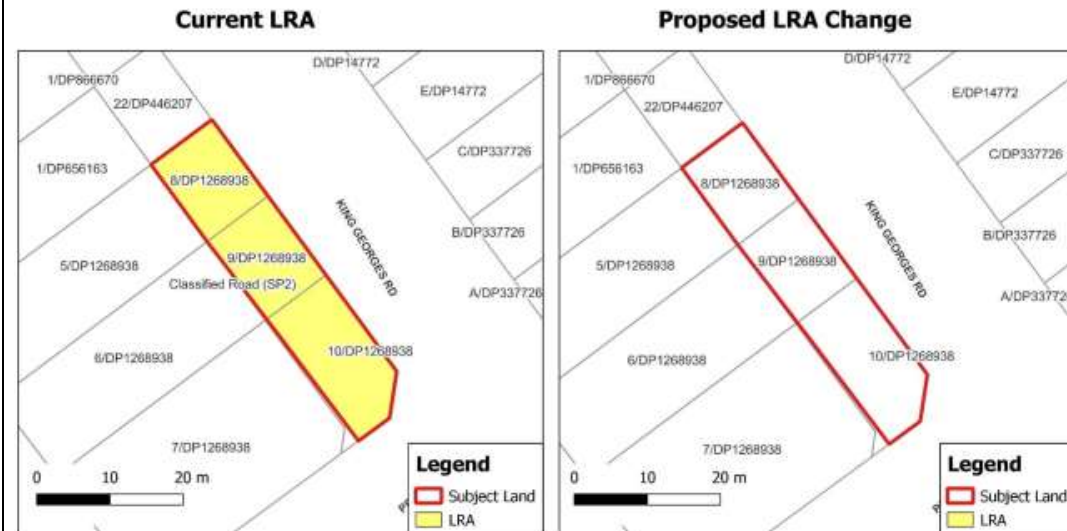 Current LRA
1/DP866670
22/DP446207
D/DP14772
E/DP14772
C/DP337726
1/DP656163
8/DP1268938
KING GEORGES RD
B/DP337726
5/DP1268938
9/DP1268938
Classified Road (SP2)
A/DP337726
6/DP1268938
10/DP1268938
7/DP1268938
0 10 20 m
Legend
Subject Land
LRA
Proposed LRA Change
1/DP866670
22/DP446207
D/DP14772
E/DP14772
C/DP337726
1/DP656163
8/DP1268938
KING GEORGES RD
B/DP337726
5/DP1268938
9/DP1268938
A/DP33772
6/DP1268938
10/DP1268938
7/DP1268938
0 10 20 m
Legend
Subject Land
LRA